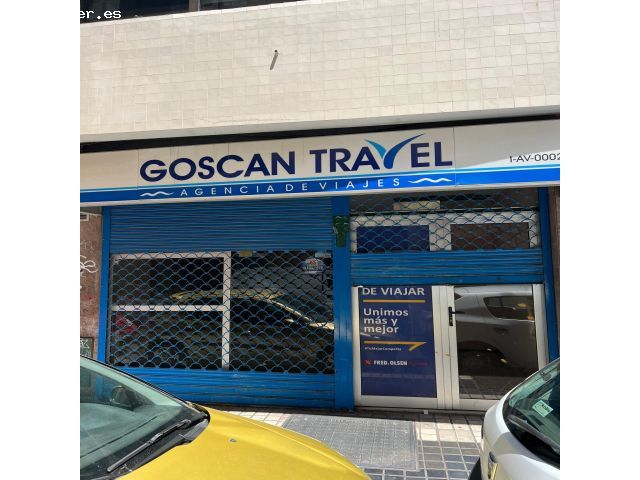 er.es
GOSCAN TRAVEL
AGENCIA DE VIAJES
I-AV-0002
DE VIAJAR
Unimos
más y
mejor
FRED. OLSEN